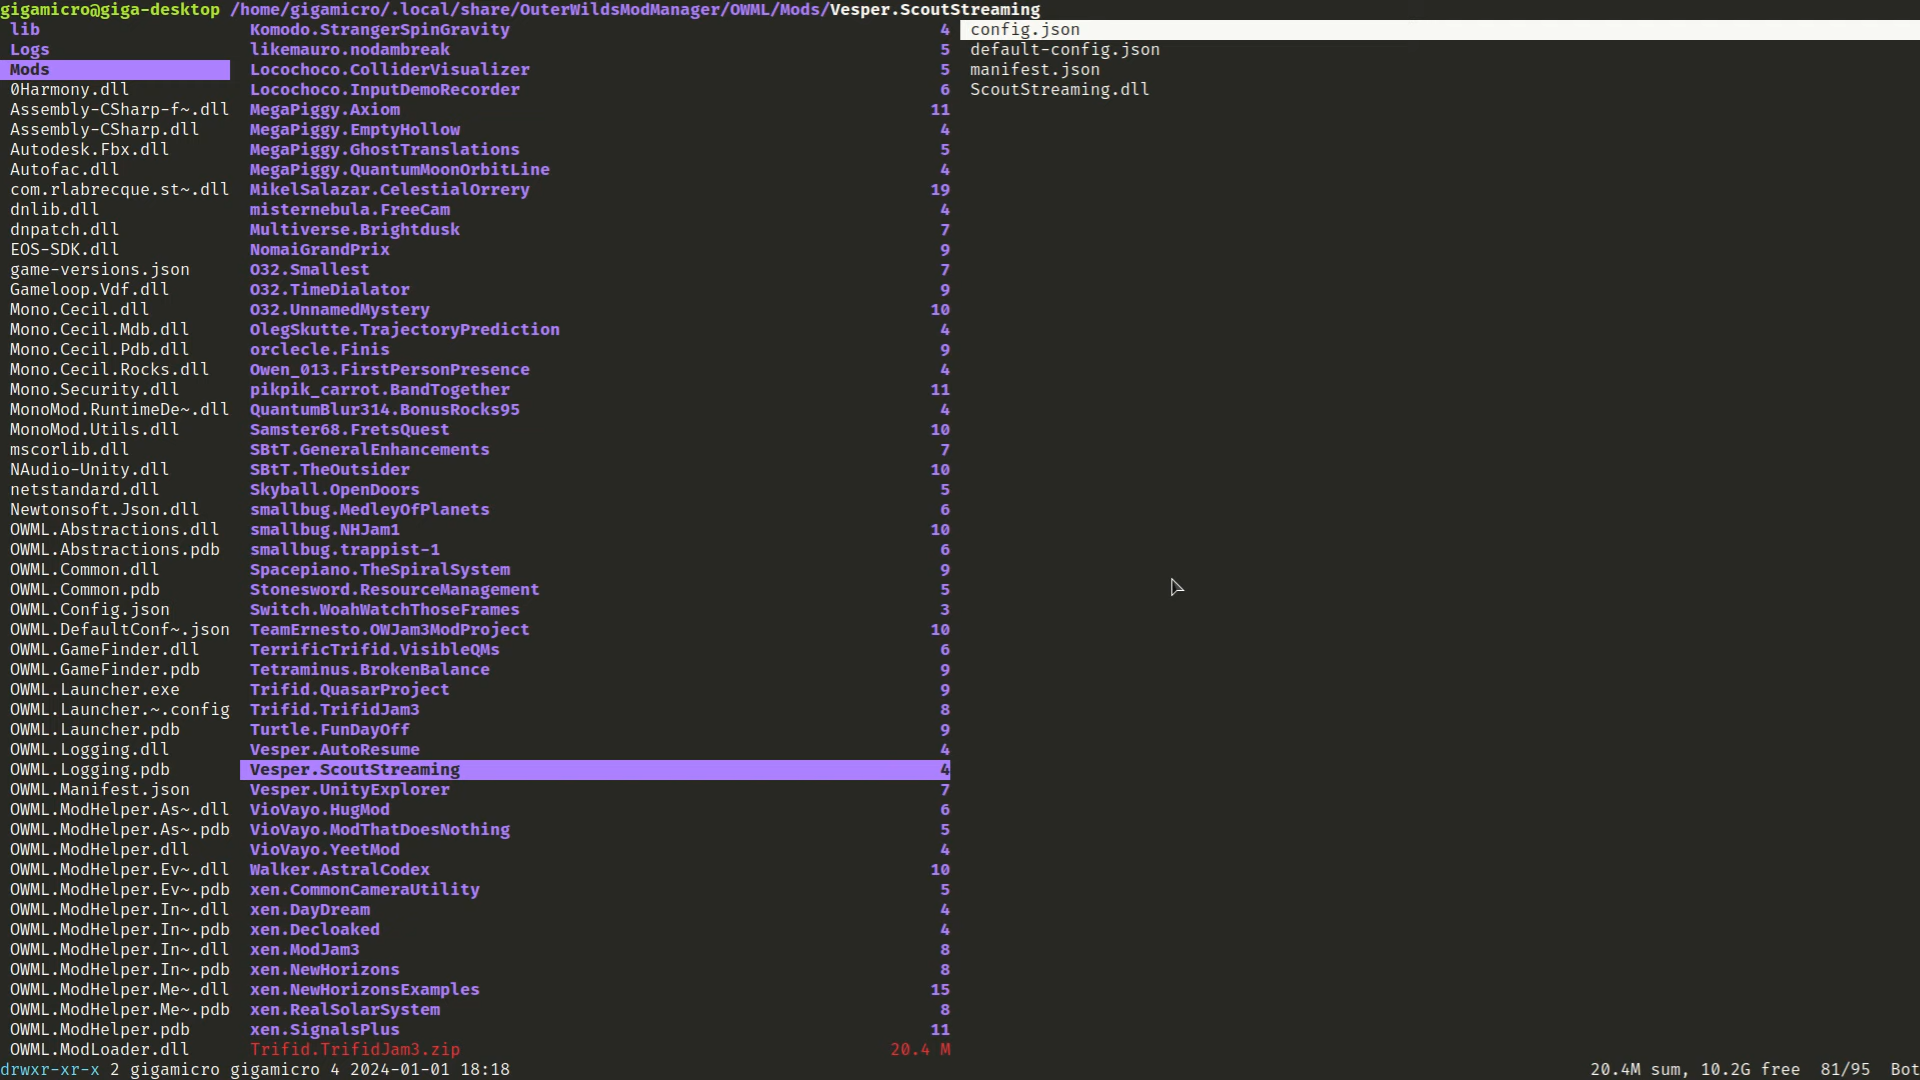 gigamicro@giga-desktop /home/gigamicro/.local/share/OuterWildsModManager/OWML/Mods/Vesper.ScoutStreaming
lib
Logs
Mods
0Harmony.dll
Assembly-CSharp-f~.dll
Assembly-CSharp.dll
Autodesk.Fbx.dll
Autofac.dll
com.rlabrecque.st~.dll
dnlib.dll
dnpatch.dll
EOS-SDK.dll
game-versions.json
Gameloop.Vdf.dll
Mono.Cecil.dll
Mono.Cecil.Mdb.dll
Mono.Cecil.Pdb.dll
Mono.Cecil.Rocks.dll
Mono.Security.dll
MonoMod.RuntimeDe~.dll
MonoMod.Utils.dll
mscorlib.dll
NAudio-Unity.dll
netstandard.dll
Newtonsoft.Json.dll
OWML.Abstractions.dll
OWML.Abstractions.pdb
OWML.Common.dll
OWML.Common.pdb
OWML.Config.json
OWML.DefaultConf~.json
OWML.GameFinder.dll
OWML.GameFinder.pdb
OWML.Launcher.exe
OWML.Launcher.~.config
OWML.Launcher.pdb
OWML.Logging.dll
OWML.Logging.pdb
OWML.Manifest.json
OWML.ModHelper.As~.dll
OWML.ModHelper.As~.pdb
OWML.ModHelper.dll
OWML.ModHelper.Ev~.dll
OWML.ModHelper.Ev~.pdb
OWML.ModHelper.In~.dll
OWML.ModHelper.In~.pdb
OWML.ModHelper.In~.dll
OWML.ModHelper.In~.pdb
OWML.ModHelper.Me~.dll
OWML.ModHelper.Me~.pdb
OWML.ModHelper.pdb
OWML.ModLoader.dll
Komodo.StrangerSpinGravity 4
likemauro.nodambreak 5
Locochoco.ColliderVisualizer 5
Locochoco.InputDemoRecorder 6
MegaPiggy.Axiom 11
MegaPiggy.EmptyHollow 4
MegaPiggy.GhostTranslations 5
MegaPiggy.QuantumMoonOrbitLine 4
MikelSalazar.CelestialOrrery 19
misternebula.FreeCam 4
Multiverse.Brightdusk 7
NomaiGrandPrix 9
O32.Smallest 7
O32.TimeDialator 9
O32.UnnamedMystery 10
OlegSkutte.TrajectoryPrediction 4
orclecle.Finis 9
Owen_013.FirstPersonPresence 4
pikpik_carrot.BandTogether 11
QuantumBlur314.BonusRocks95 4
Samster68.FretsQuest 10
SBtT.GeneralEnhancements 7
SBtT.TheOutsider 10
Skyball.OpenDoors 5
smallbug.MedleyOfPlanets 6
smallbug.NHJam1 10
smallbug.trappist-1 6
Spacepiano.TheSpiralSystem 9
Stonesword.ResourceManagement 5
Switch.WoahWatchThoseFrames 3
TeamErnesto.OWJam3ModProject 10
TerrificTrifid.VisibleQMs 6
Tetraminus.BrokenBalance 9
Trifid.QuasarProject 9
Trifid.TrifidJam3 8
Turtle.FunDayOff 9
Vesper.AutoResume 4
Vesper.ScoutStreaming 4
Vesper.UnityExplorer 7
VioVayo.HugMod 6
VioVayo.ModThatDoesNothing 5
VioVayo.YeetMod 4
Walker.AstralCodex 10
xen.CommonCameraUtility 5
xen.DayDream 4
xen.Decloaked 4
xen.ModJam3 8
xen.NewHorizons 8
xen.NewHorizonsExamples 15
xen.RealSolarSystem 8
xen.SignalsPlus 11
Trifid.TrifidJam3.zip 20.4 M
config.json
default-config.json
manifest.json
ScoutStreaming.dll
drwxr-xr-x 2 gigamicro gigamicro 4 2024-01-01 18:18 20.4M sum, 10.2G free 81/95 Bot